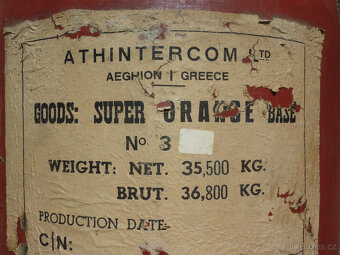 ATHINTERCOM LTD
AEGHION | GREECE
GOODS: SUPER ORANGE BASE
No 3
WEIGHT: NET. 35,500 KG.
BRUT. 36,800 KG.
PRODUCTION DATE:
C|N: